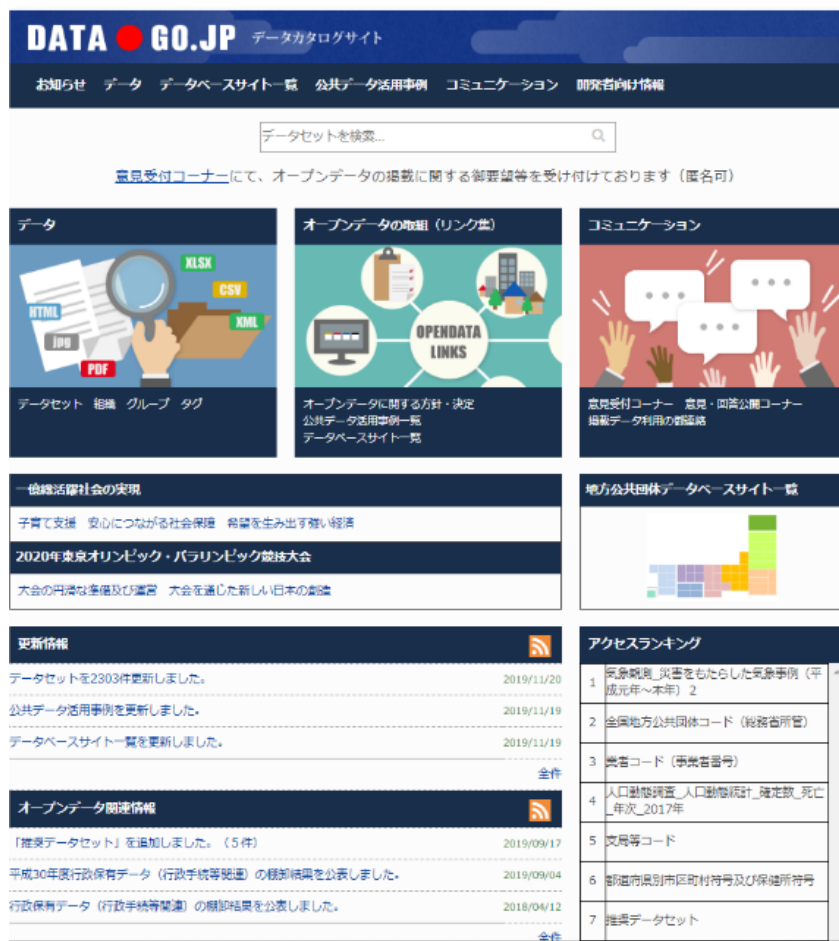 DATA GO.JP データカタログサイト
お知らせ データ データベースサイト一覧 公共データ活用事例 コミュニケーション 開発者向け情報
データセットを検索...
意見受付コーナーにて、オープンデータの掲載に関する御要望等を受け付けております（匿名可）
データ
XLSX
CSV
HTML
XML
jpg
PDF
データセット 組織 グループ タグ
オープンデータの取組（リンク集）
OPENDATA
LINKS
オープンデータに関する方針・決定
公共データ活用事例一覧
データベースサイト一覧
コミュニケーション
意見受付コーナー 意見・回答公開コーナー
掲載データ利用の御連絡
一億総活躍社会の実現
子育て支援 安心につながる社会保障 希望を生み出す強い経済
2020年東京オリンピック・パラリンピック競技大会
大会の円滑な準備及び運営 大会を通じた新しい日本の創造
地方公共団体データベースサイト一覧
更新情報
データセットを2303件更新しました。 2019/11/20
公共データ活用事例を更新しました。 2019/11/19
データベースサイト一覧を更新しました。 2019/11/19
全件
オープンデータ関連情報
「推奨データセット」を追加しました。（５件） 2019/09/17
平成30年度行政保有データ（行政手続等関連）の棚卸結果を公表しました。 2019/09/04
行政保有データ（行政手続等関連）の棚卸結果を公表しました。 2018/04/12
全件
アクセスランキング
1 気象観測_災害をもたらした気象事例（平
成元年～本年）2
2 全国地方公共団体コード（総務省所管）
3 業者コード（事業者番号）
4 人口動態調査_人口動態統計_確定数_死亡
_年次_2017年
5 支局等コード
6 都道府県別市区町村符号及び保健所符号
7 推奨データセット